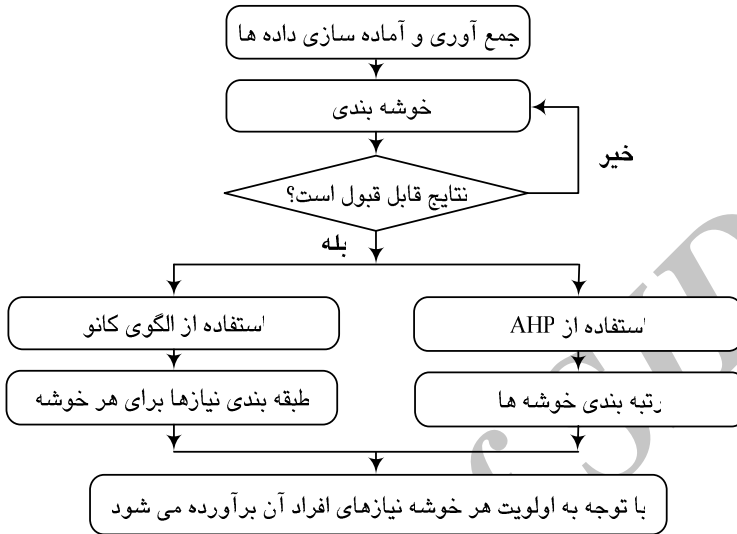 جمع آوری و آماده سازی داده ها
خوشه بندی
خیر
نتایج قابل قبول است؟
بله
استفاده از AHP
استفاده از الگوی کانو
رتبه بندی خوشه ها
طبقه بندی نیازها برای هر خوشه
با توجه به اولویت هر خوشه نیازهای افراد آن برآورده می شود